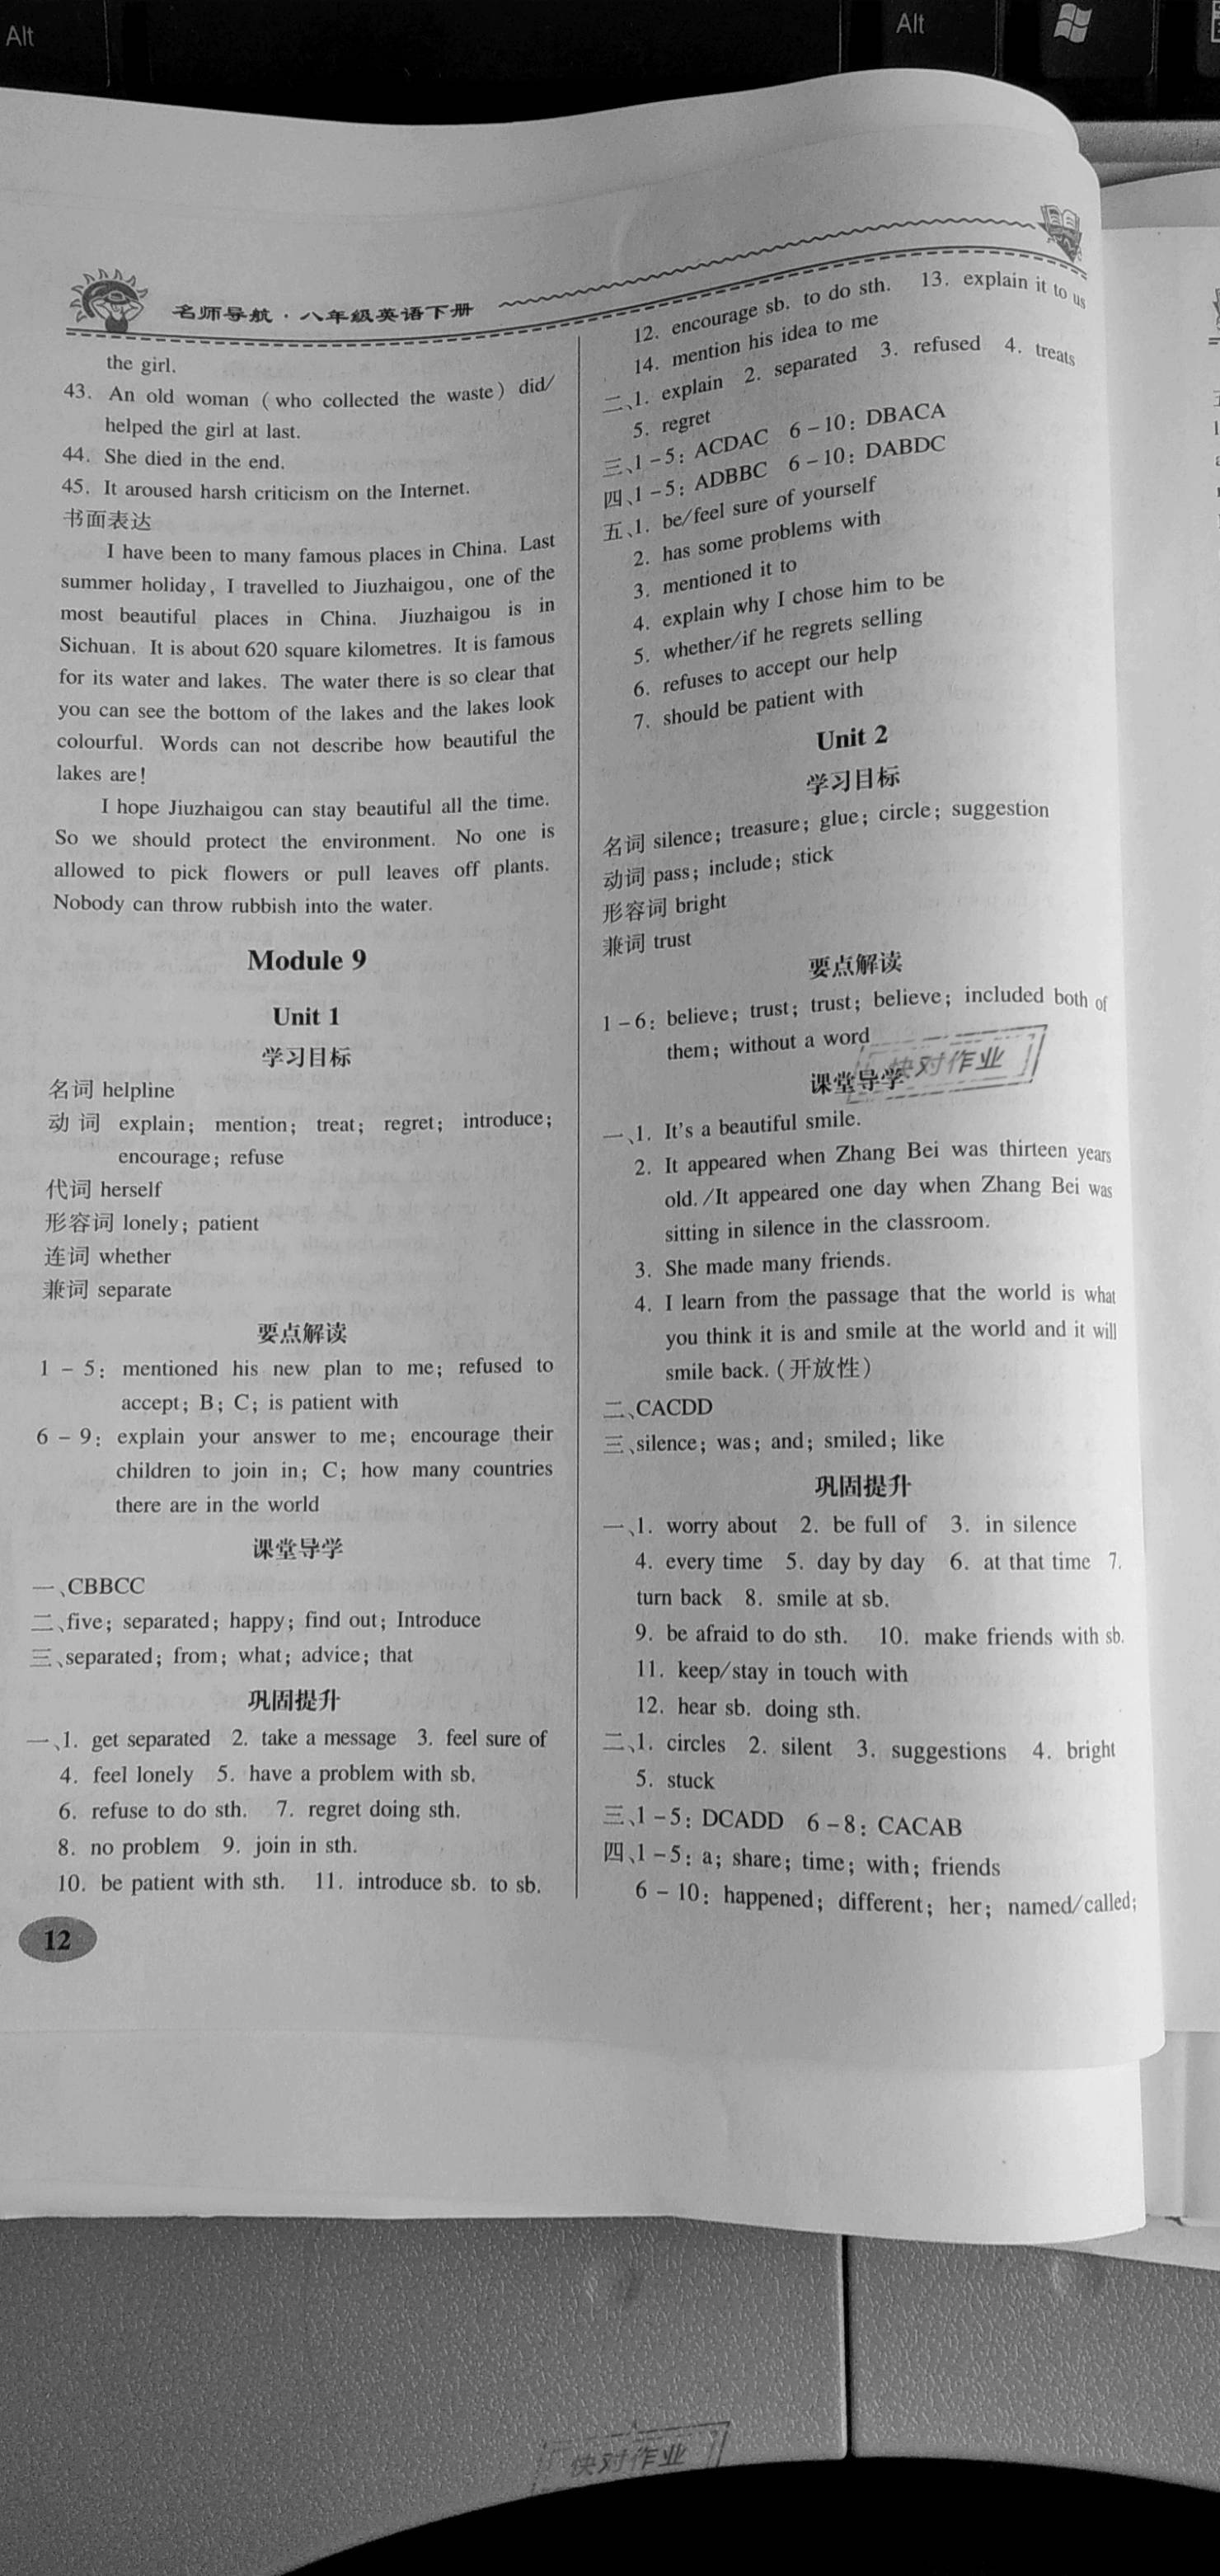 Alt
Alt
名师导航·八年级英语下册
the girl.
43. An old woman (who collected the waste) did/
helped the girl at last.
44. She died in the end.
45. It aroused harsh criticism on the Internet.
书面表达
I have been to many famous places in China. Last
summer holiday, I travelled to Jiuzhaigou, one of the
most beautiful places in China. Jiuzhaigou is in
Sichuan. It is about 620 square kilometres. It is famous
for its water and lakes. The water there is so clear that
you can see the bottom of the lakes and the lakes look
colourful. Words can not describe how beautiful the
lakes are!
I hope Jiuzhaigou can stay beautiful all the time.
So we should protect the environment. No one is
allowed to pick flowers or pull leaves off plants.
Nobody can throw rubbish into the water.
Module 9
Unit 1
学习目标
名词 helpline
动词 explain; mention; treat; regret; introduce;
encourage; refuse
代词 herself
形容词 lonely; patient
连词 whether
兼词 separate
要点解读
1－5: mentioned his new plan to me; refused to
accept; B; C; is patient with
6－9: explain your answer to me; encourage their
children to join in; C; how many countries
there are in the world
课堂导学
一、CBBCC
二、five; separated; happy; find out; Introduce
三、separated; from; what; advice; that
巩固提升
一、1. get separated 2. take a message 3. feel sure of
4. feel lonely 5. have a problem with sb.
6. refuse to do sth. 7. regret doing sth.
8. no problem 9. join in sth.
10. be patient with sth. 11. introduce sb. to sb.
12. encourage sb. to do sth. 13. explain it to us
14. mention his idea to me
二、1. explain 2. separated 3. refused 4. treats
5. regret
三、1－5: ACDAC 6－10: DBACA
四、1－5: ADBBC 6－10: DABDC
五、1. be/feel sure of yourself
2. has some problems with
3. mentioned it to
4. explain why I chose him to be
5. whether/if he regrets selling
6. refuses to accept our help
7. should be patient with
Unit 2
学习目标
名词 silence; treasure; glue; circle; suggestion
动词 pass; include; stick
形容词 bright
兼词 trust
要点解读
1－6: believe; trust; trust; believe; included both of
them; without a word
课堂导学
快对作业
一、1. It's a beautiful smile.
2. It appeared when Zhang Bei was thirteen years
old./It appeared one day when Zhang Bei was
sitting in silence in the classroom.
3. She made many friends.
4. I learn from the passage that the world is what
you think it is and smile at the world and it will
smile back.(开放性)
二、CACDD
三、silence; was; and; smiled; like
巩固提升
一、1. worry about 2. be full of 3. in silence
4. every time 5. day by day 6. at that time 7.
turn back 8. smile at sb.
9. be afraid to do sth. 10. make friends with sb.
11. keep/stay in touch with
12. hear sb. doing sth.
二、1. circles 2. silent 3. suggestions 4. bright
5. stuck
三、1－5: DCADD 6－8: CACAB
四、1－5: a; share; time; with; friends
6－10: happened; different; her; named/called;
12
快对作业